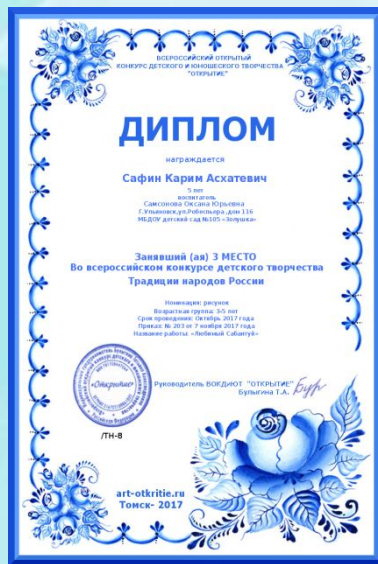 ВСЕРОССИЙСКИЙ ОТКРЫТЫЙ
КОНКУРС ДЕТСКОГО И ЮНОШЕСКОГО ТВОРЧЕСТВА
"ОТКРЫТИЕ"
ДИПЛОМ
награждается
Сафин Карим Асхатевич
5 лет
воспитатель
Самсонова Оксана Юрьевна
Г.Ульяновск,ул.Робеспьера ,дом 116
МБДОУ детский сад №105 «Золушка»
Занявший (ая) 3 МЕСТО
Во всероссийском конкурсе детского творчества
Традиции народов России
Номинация: рисунок
Возрастная группа: 3-5 лет
Срок проведения: Октябрь 2017 года
Приказ: № 203 от 7 ноября 2017 года
Название работы: «Любимый Сабантуй»
«Открытие»
Руководитель ВОКДиЮТ "ОТКРЫТИЕ"
Булыгина Т.А.
/ТН-8
art-otkritie.ru
Томск- 2017